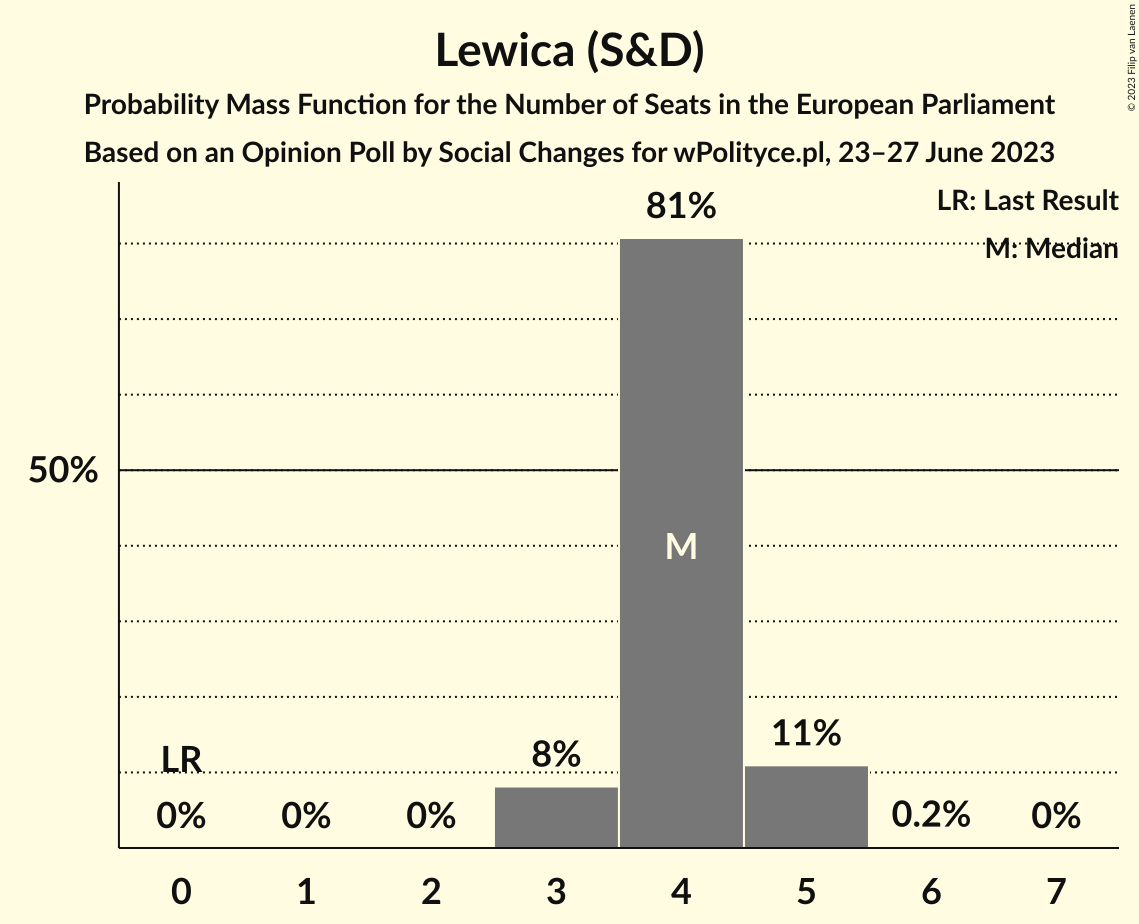 Lewica (S&D)
Probability Mass Function for the Number of Seats in the European Parliament
Based on an Opinion Poll by Social Changes for wPolityce.pl, 23–27 June 2023
© 2023 Filip van Laenen
LR: Last Result
M: Median
81%
50%
M
LR
8%
11%
0%
0%
0%
0.2%
0%
0
1
2
3
4
5
6
7